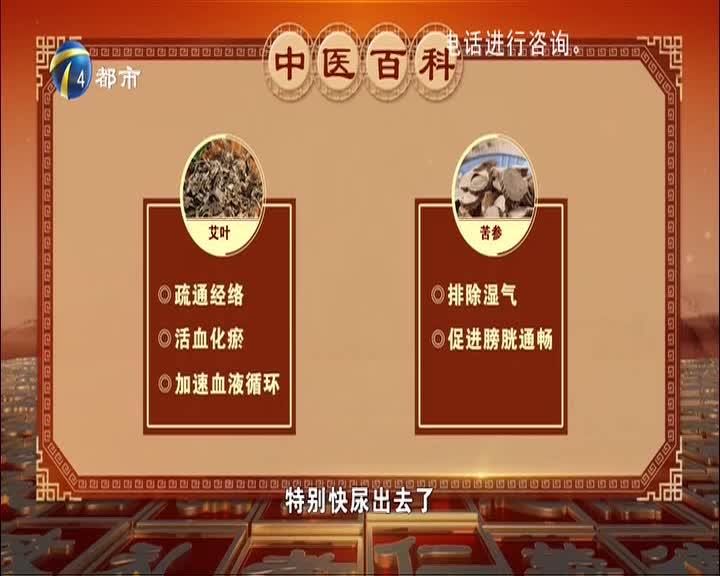 电话进行咨询。
中医百科
4 都市
艾叶
◎疏通经络
◎活血化瘀
◎加速血液循环
苦参
◎排除湿气
◎促进膀胱通畅
特别快尿出去了